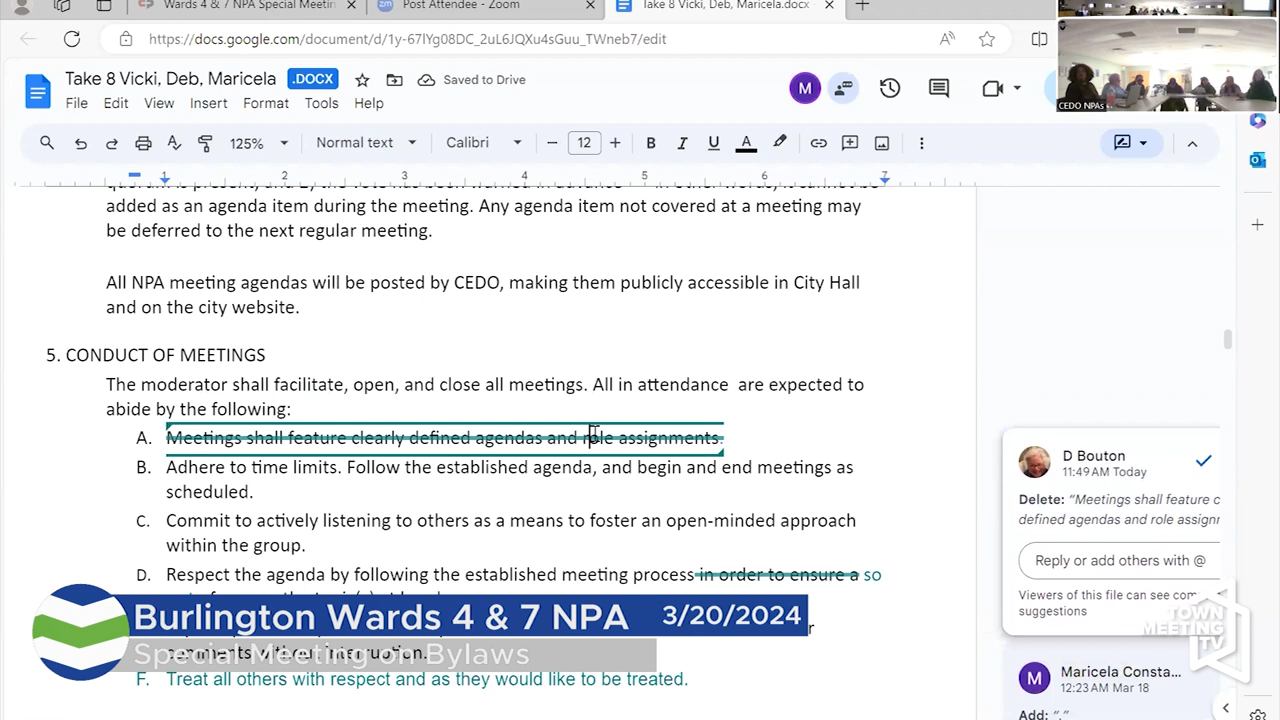 Wards 4 & 7 NPA Special Meetin
Post Attendee - Zoom
Take 8 Vicki, Deb, Maricela.docx
https://docs.google.com/document/d/1y-67lYg08DC_2uL6JQXu4sGuu_TWneb7/edit
CEDO NPAs
Take 8 Vicki, Deb, Maricela .DOCX
Saved to Drive
File Edit View Insert Format Tools Help
M
125% Normal text Calibri 12 B I U A
1 2 3 4 5 6 7
added as an agenda item during the meeting. Any agenda item not covered at a meeting may
be deferred to the next regular meeting.
All NPA meeting agendas will be posted by CEDO, making them publicly accessible in City Hall
and on the city website.
5. CONDUCT OF MEETINGS
The moderator shall facilitate, open, and close all meetings. All in attendance are expected to
abide by the following:
A. Meetings shall feature clearly defined agendas and role assignments.
B. Adhere to time limits. Follow the established agenda, and begin and end meetings as
scheduled.
C. Commit to actively listening to others as a means to foster an open-minded approach
within the group.
D. Respect the agenda by following the established meeting process in order to ensure a so
comments without interruption.
F. Treat all others with respect and as they would like to be treated.
D Bouton
11:49 AM Today
Delete: “Meetings shall feature c
defined agendas and role assignr
Reply or add others with @
Viewers of this file can see com
suggestions
M
Maricela Consta...
12:23 AM Mar 18
Add: “.”
Burlington Wards 4 & 7 NPA 3/20/2024
Special Meeting on Bylaws
TOWN
MEETING
TV